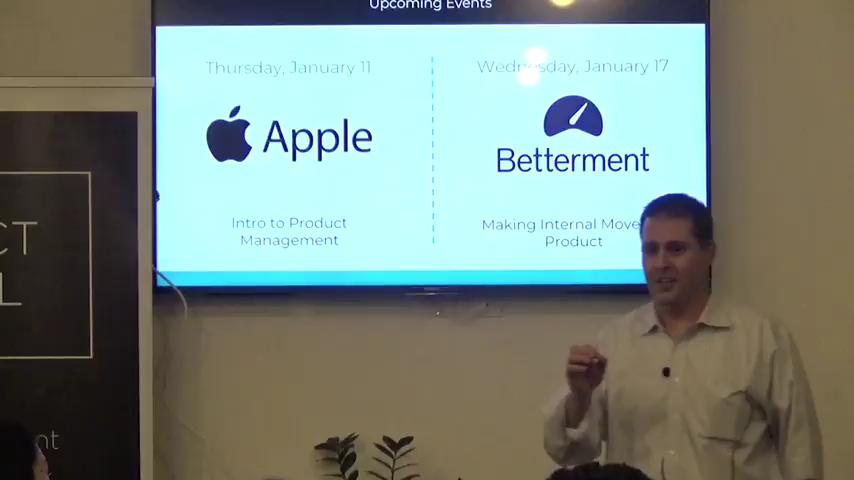 Upcoming Events
Thursday, January 11
Apple
Intro to Product
Management
Wednesday, January 17
Betterment
Making Internal Move
Product
CT
L
nt